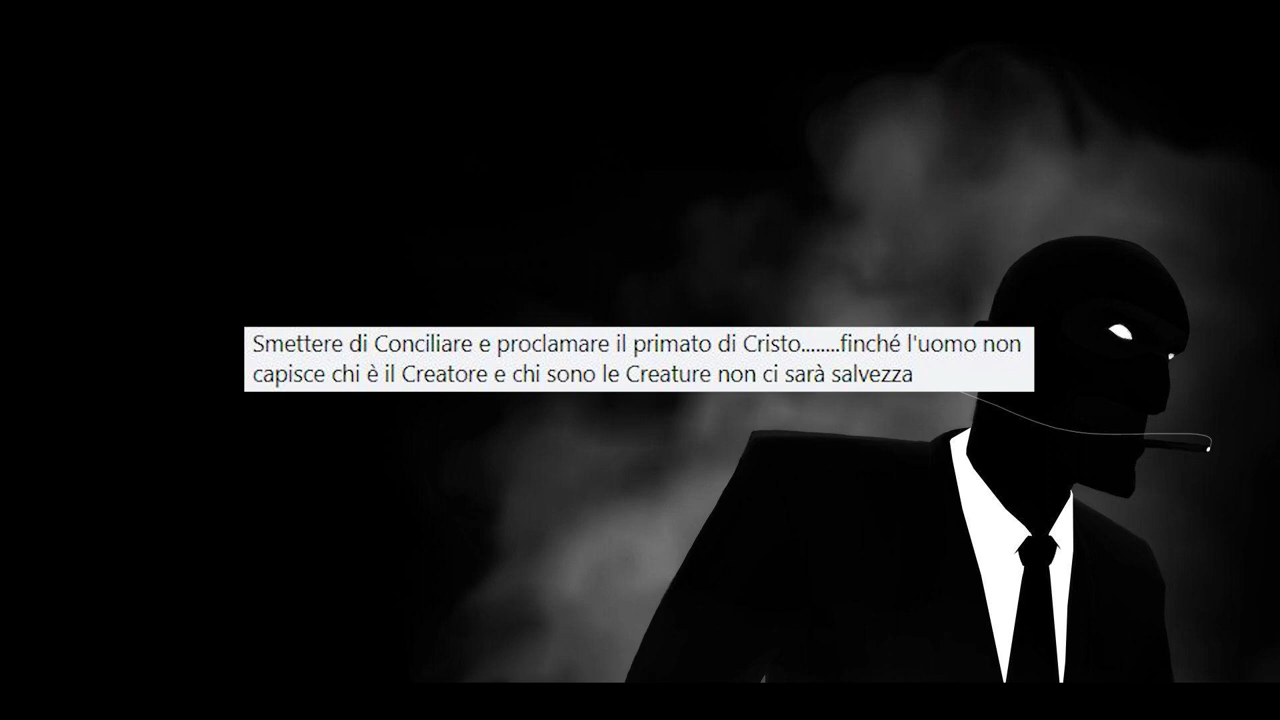 Smettere di Conciliare e proclamare il primato di Cristo........finché l'uomo non
capisce chi è il Creatore e chi sono le Creature non ci sarà salvezza